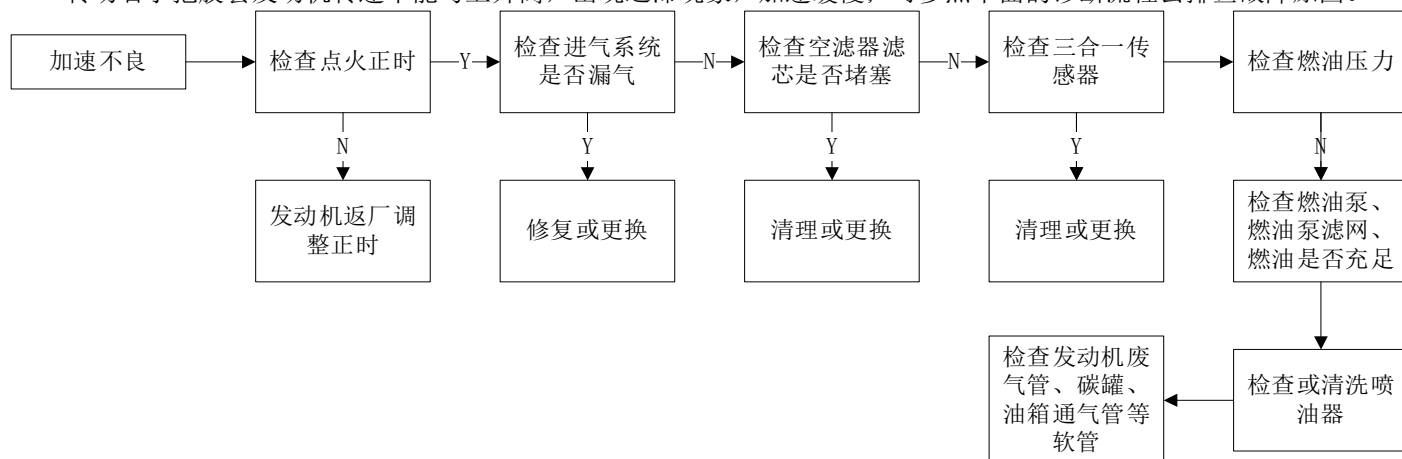 加速不良
检查点火正时
Y
检查进气系统
是否漏气
N
检查空滤器滤
芯是否堵塞
N
检查三合一传
感器
检查燃油压力
N
Y
Y
Y
N
发动机返厂调
整正时
修复或更换
清理或更换
清理或更换
检查燃油泵、
燃油泵滤网、
燃油是否充足
检查发动机废
气管、碳罐、
油箱通气管等
软管
检查或清洗喷
油器